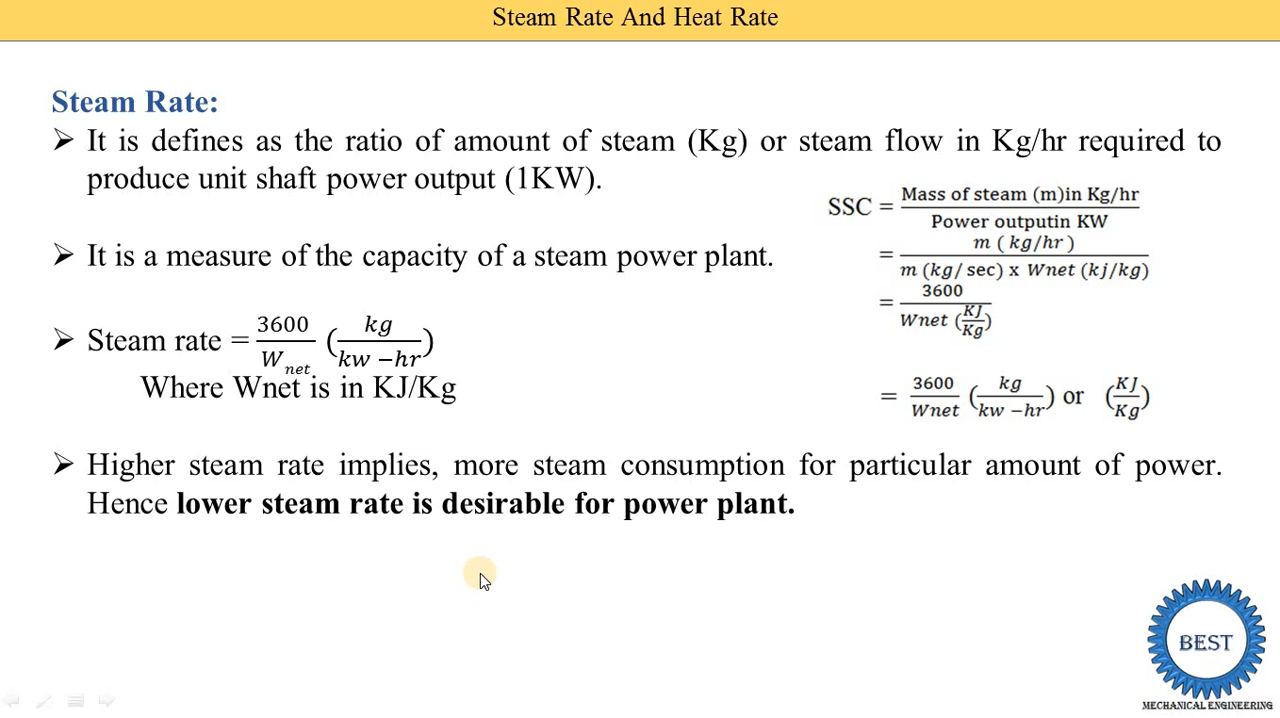 Steam Rate And Heat Rate
Steam Rate:
➢ It is defines as the ratio of amount of steam (Kg) or steam flow in Kg/hr required to
produce unit shaft power output (1KW).
SSC = Mass of steam (m)in Kg/hr / Power outputin KW
= m ( kg/hr ) / m (kg/ sec) x Wnet (kj/kg)
= 3600 / Wnet (KJ/Kg)
= 3600/Wnet (kg/kw −hr) or (KJ/Kg)
➢ It is a measure of the capacity of a steam power plant.
➢ Steam rate = 3600/W_net (kg/kw −hr)
Where Wnet is in KJ/Kg
➢ Higher steam rate implies, more steam consumption for particular amount of power.
Hence lower steam rate is desirable for power plant.
BEST
MECHANICAL ENGINEERING